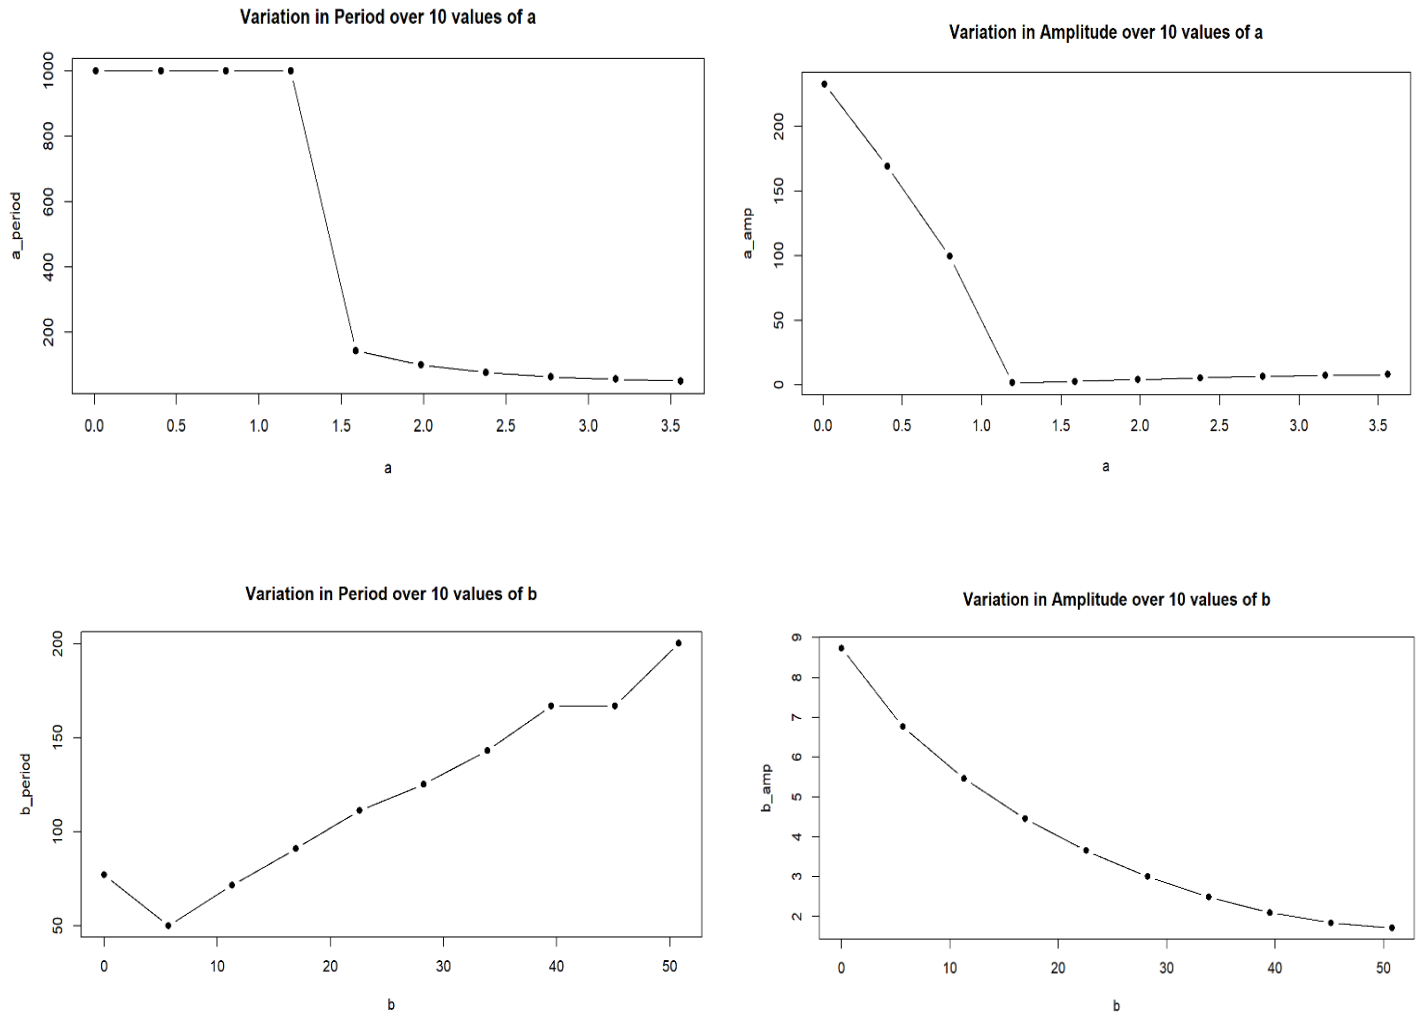 Variation in Period over 10 values of a
a_period
1000
800
600
400
200
0.0 0.5 1.0 1.5 2.0 2.5 3.0 3.5
a
Variation in Amplitude over 10 values of a
a_amp
200
150
100
50
0
0.0 0.5 1.0 1.5 2.0 2.5 3.0 3.5
a
Variation in Period over 10 values of b
b_period
200
150
100
50
0 10 20 30 40 50
b
Variation in Amplitude over 10 values of b
b_amp
9
8
7
6
5
4
3
2
0 10 20 30 40 50
b